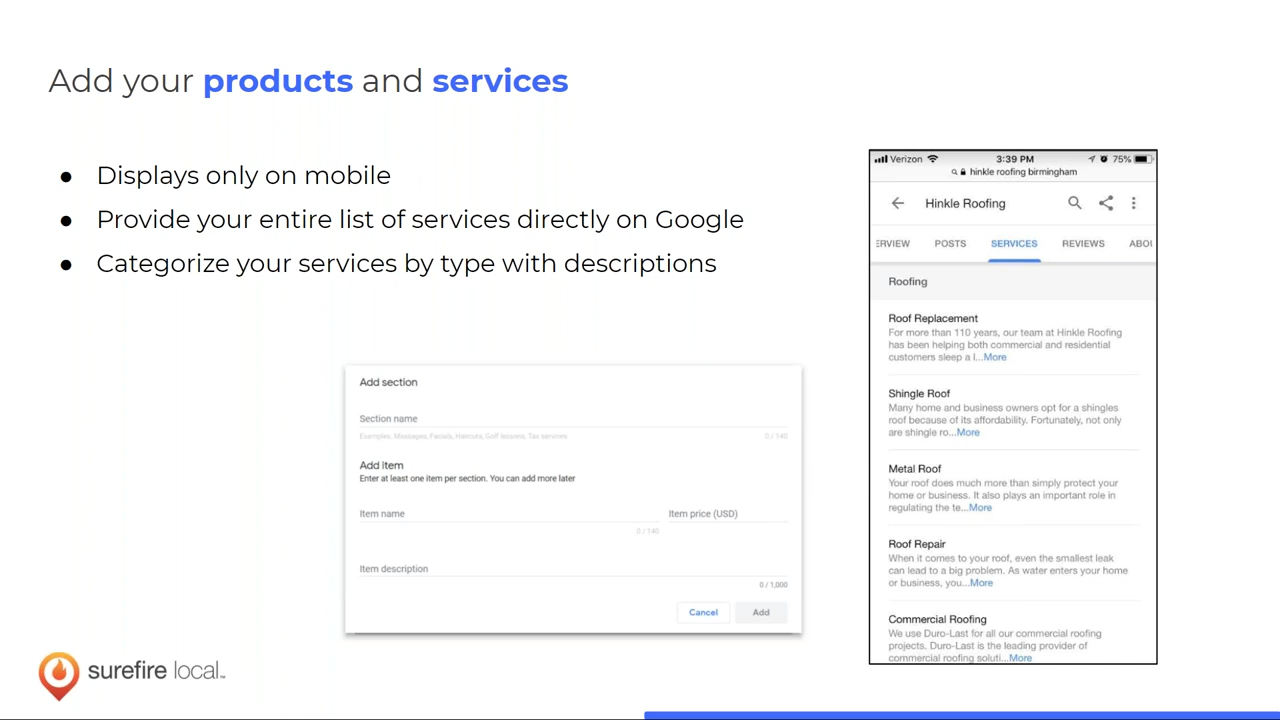 Add your products and services
● Displays only on mobile
● Provide your entire list of services directly on Google
● Categorize your services by type with descriptions
Add section
Section name
Examples, Massages, Facials, Haircuts, Golf lessons, Tax services
0 / 140
Add Item
Enter at least one item per section. You can add more later
Item name
Item price (USD)
0 / 140
Item description
0 / 1,000
Cancel
Add
Verizon
3:39 PM
75%
hinkle roofing birmingham
Hinkle Roofing
ERVIEW POSTS SERVICES REVIEWS ABOU
Roofing
Roof Replacement
For more than 110 years, our team at Hinkle Roofing
has been helping both commercial and residential
customers sleep a l...More
Shingle Roof
Many home and business owners opt for a shingles
roof because of its affordability. Fortunately, not only
are shingle ro...More
Metal Roof
Your roof does much more than simply protect your
home or business. It also plays an important role in
regulating the te...More
Roof Repair
When it comes to your roof, even the smallest leak
can lead to a big problem. As water enters your home
or business, you...More
Commercial Roofing
We use Duro-Last for all our commercial roofing
projects. Duro-Last is the leading provider of
commercial roofing soluti...More
surefire local™